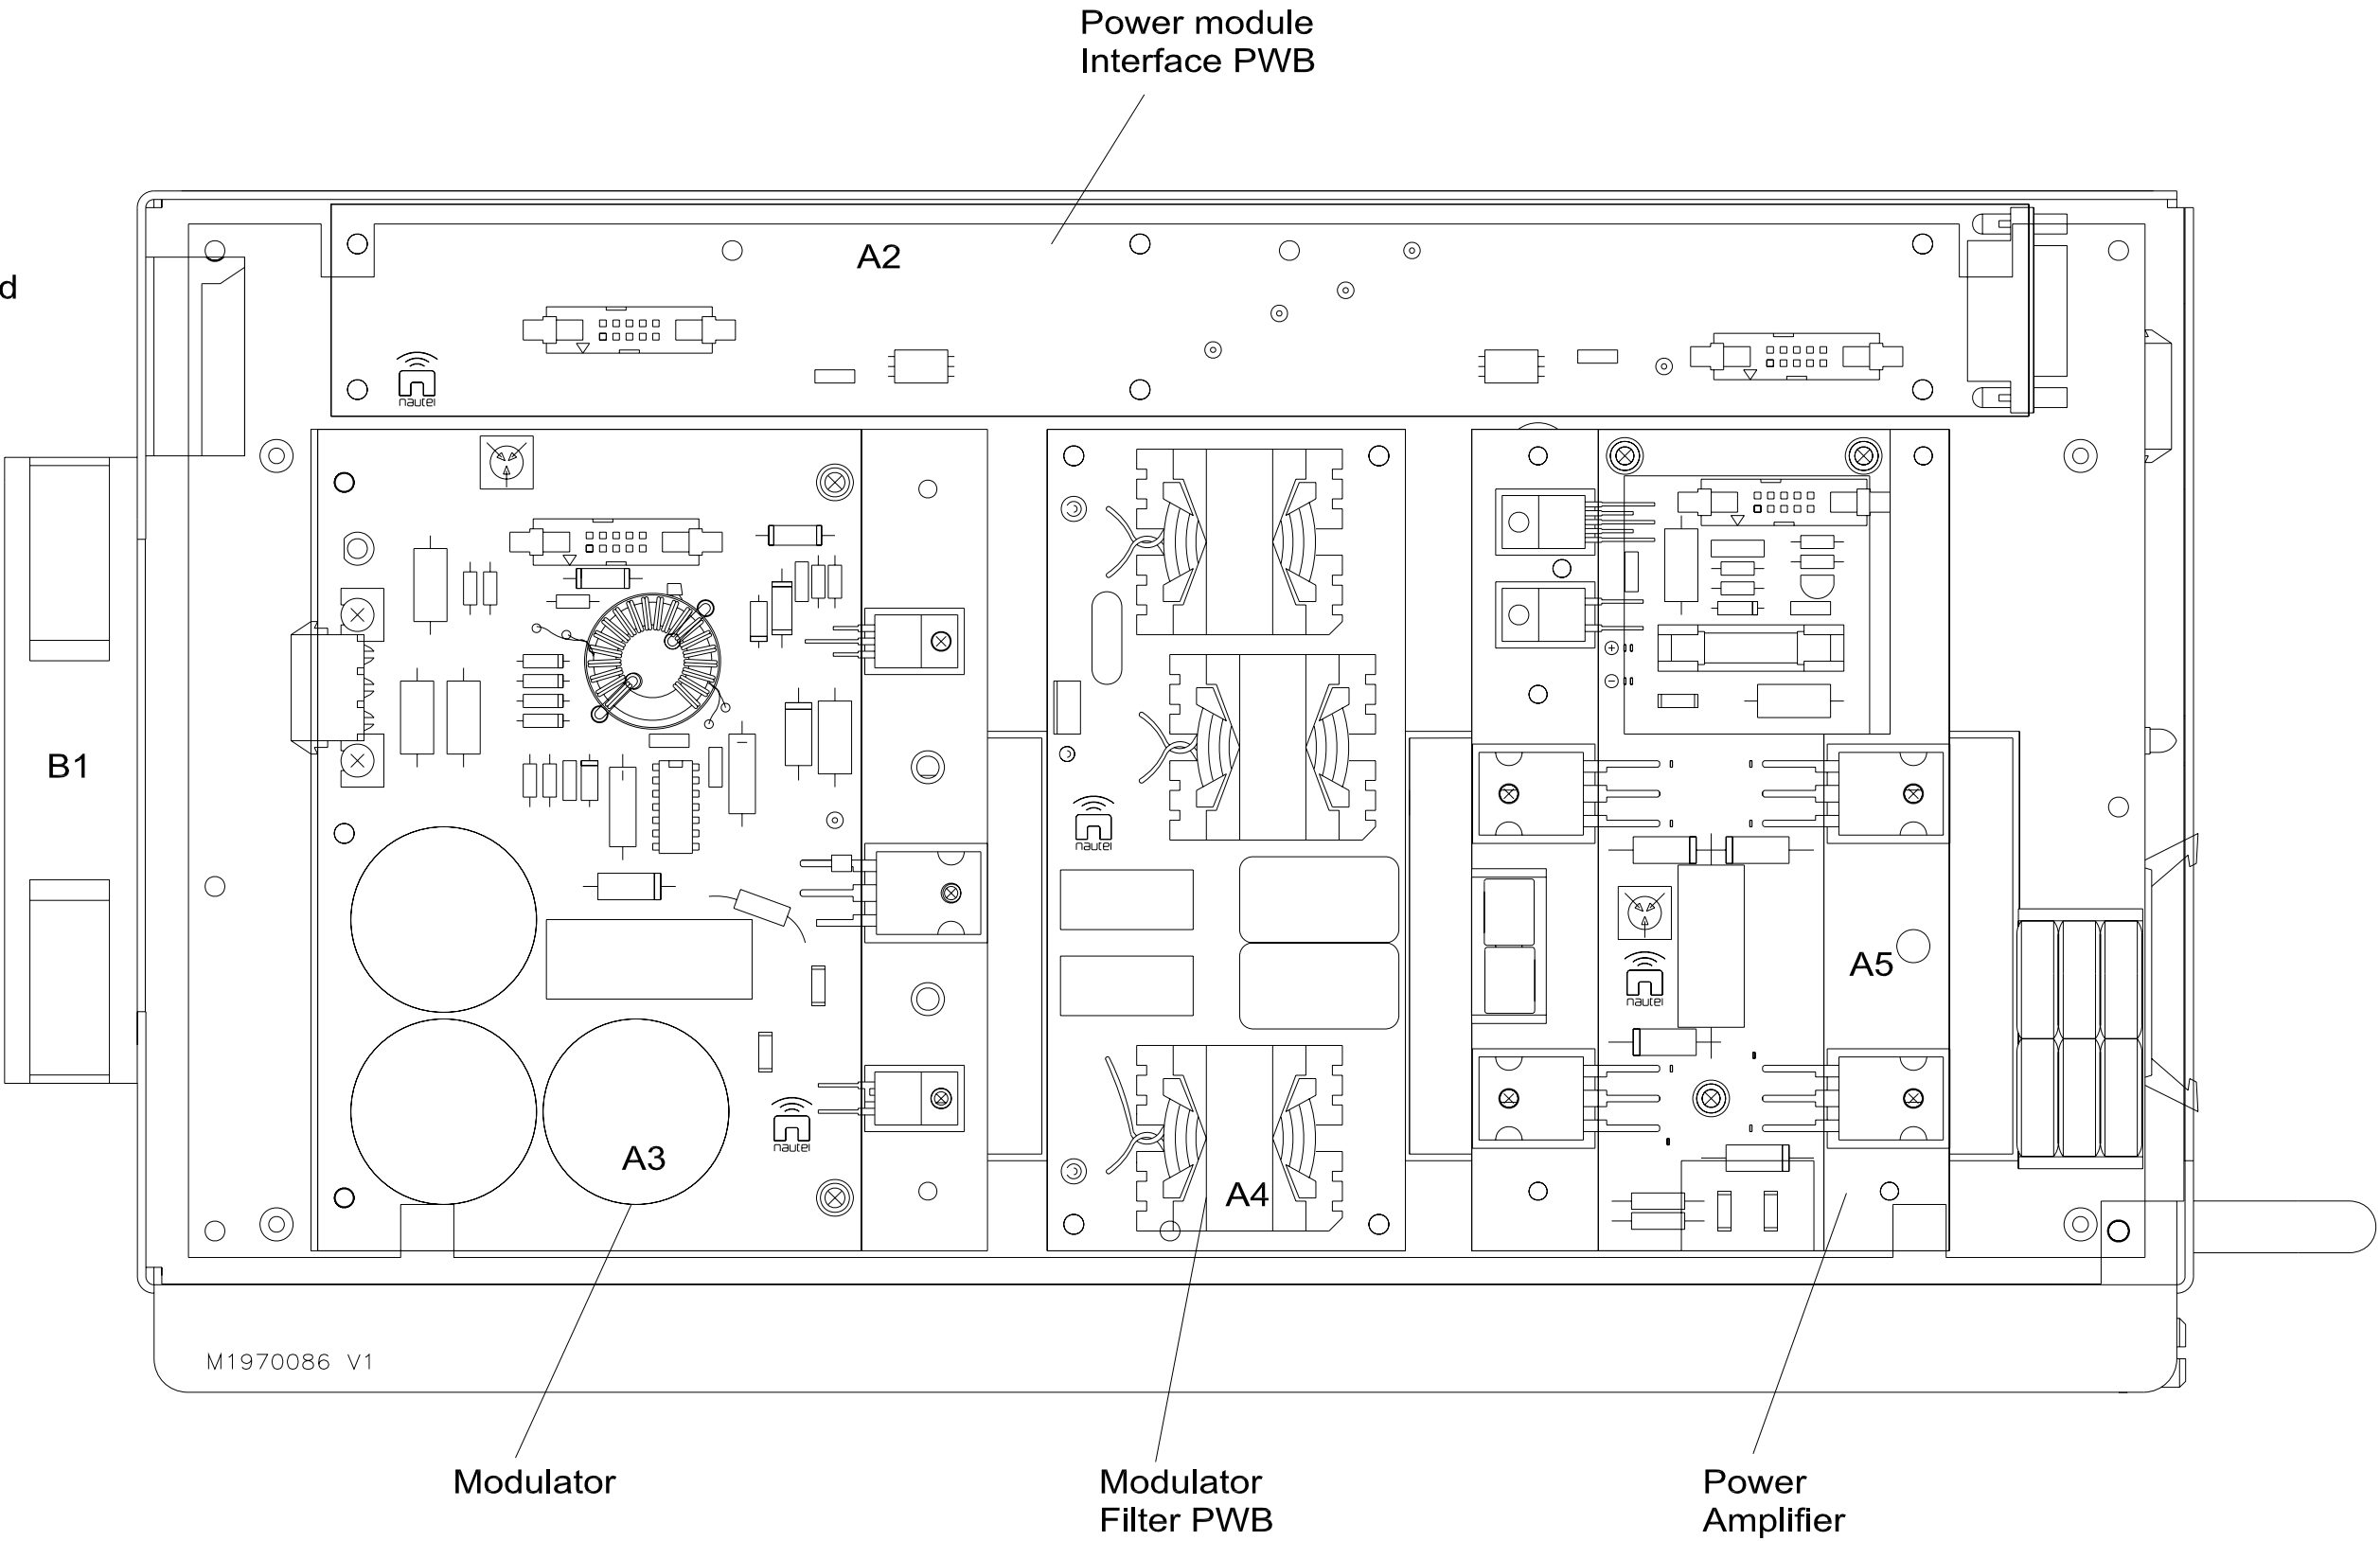 Power module
Interface PWB
d
A2
nautel
B1
nautel
A5
nautel
A3
nautel
A4
M1970086 V1
Modulator
Modulator
Filter PWB
Power
Amplifier